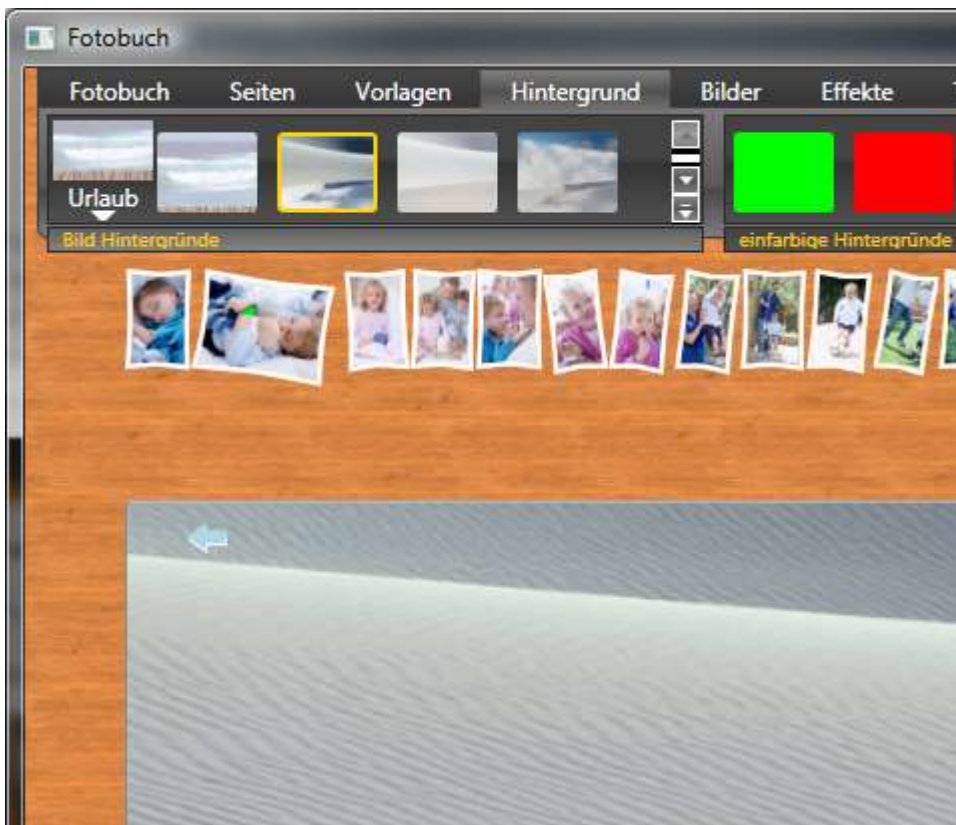 Fotobuch
Fotobuch Seiten Vorlagen Hintergrund Bilder Effekte
Urlaub
Bild Hintergründe einfarbige Hintergründe